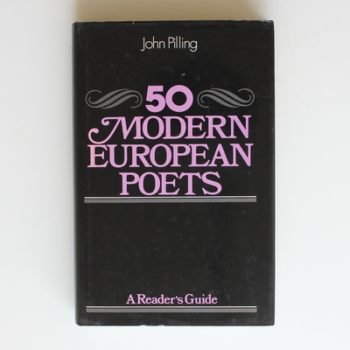 John Pilling
50
MODERN
EUROPEAN
POETS
A Reader's Guide